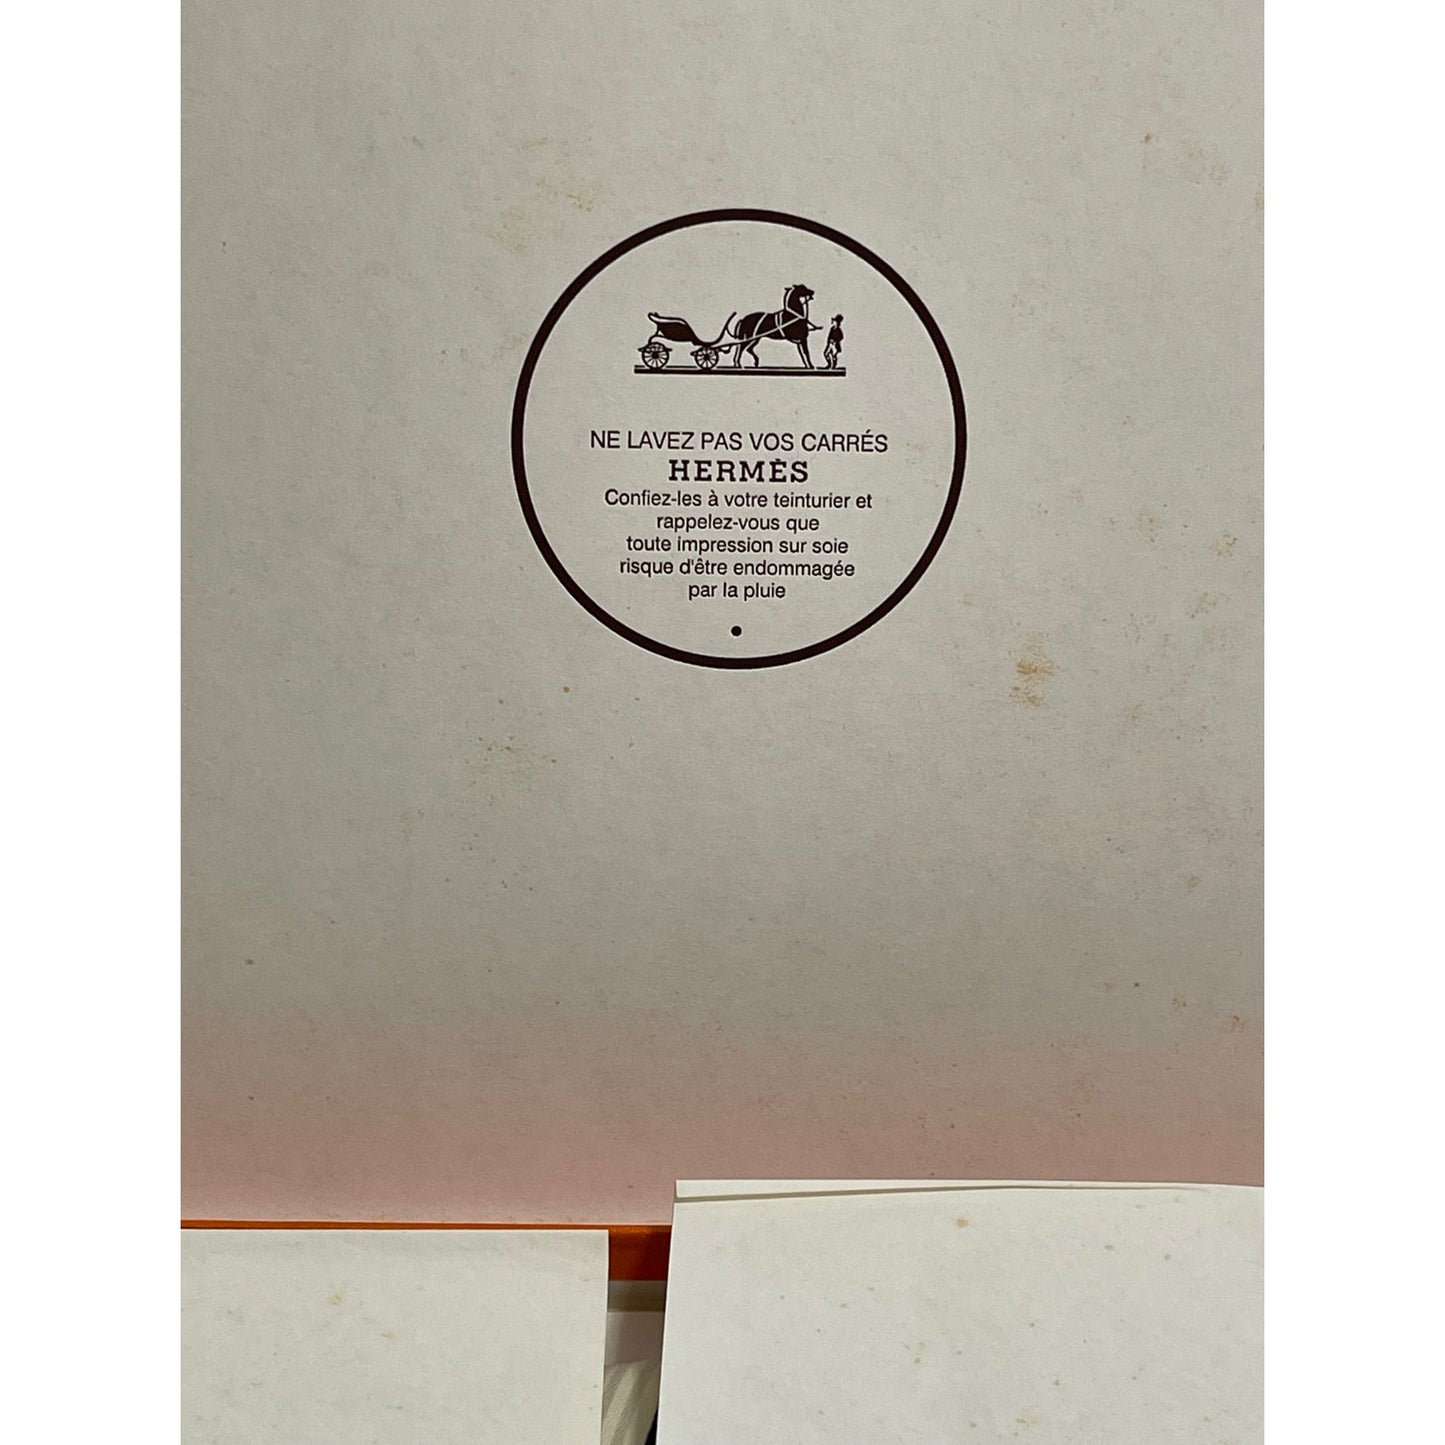 NE LAVEZ PAS VOS CARRÉS
HERMÈS
Confiez-les à votre teinturier et
rappelez-vous que
toute impression sur soie
risque d'être endommagée
par la pluie